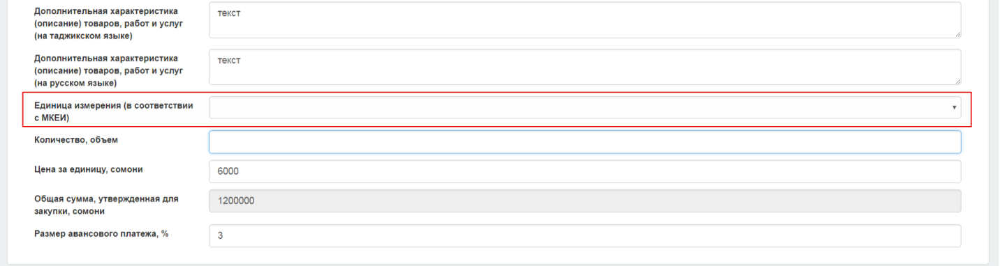 Дополнительная характеристика
(описание) товаров, работ и услуг
(на таджикском языке)
текст
Дополнительная характеристика
(описание) товаров, работ и услуг
(на русском языке)
текст
Единица измерения (в соответствии
с МКЕИ)
Количество, объем
Цена за единицу, сомони
6000
Общая сумма, утвержденная для
закупки, сомони
1200000
Размер авансового платежа, %
3